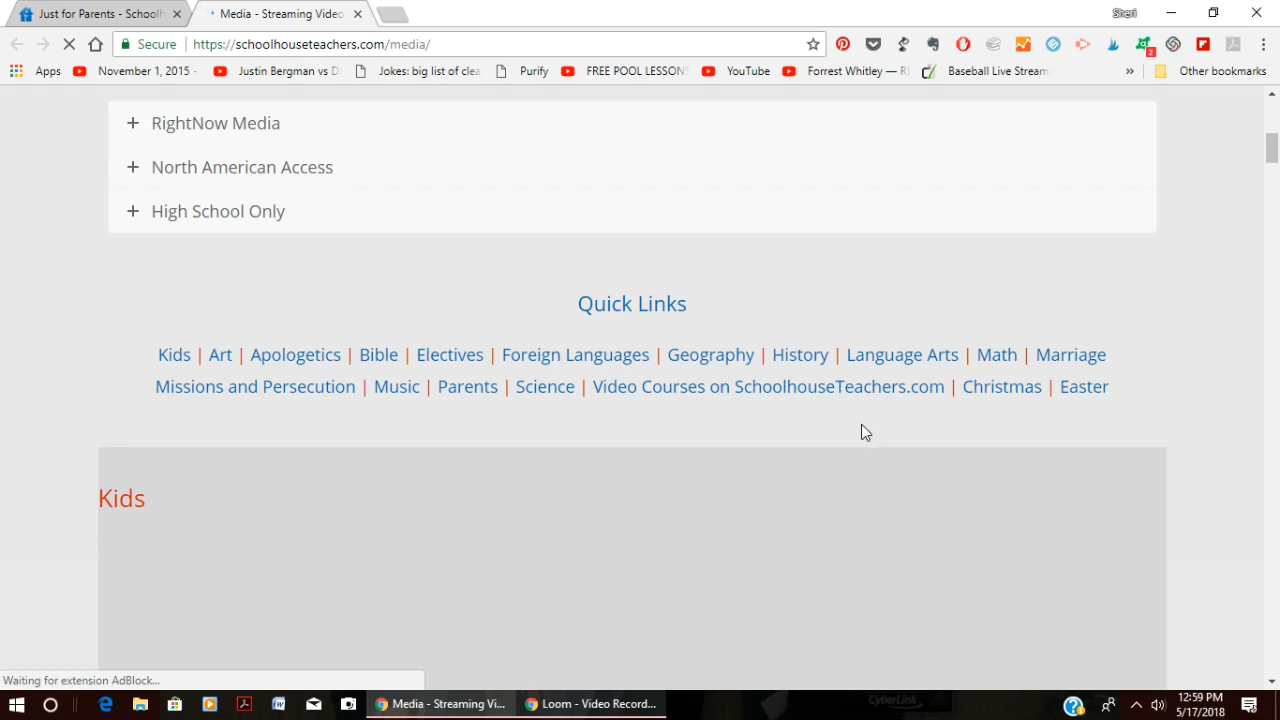 Just for Parents - Schoolh
Media - Streaming Video
Sheri
Secure
https://schoolhouseteachers.com/media/
2
Apps
November 1, 2015 -
Justin Bergman vs D
Jokes: big list of clea
Purify
FREE POOL LESSONS
YouTube
Forrest Whitley — R
Baseball Live Stream
»
Other bookmarks
+ RightNow Media
+ North American Access
+ High School Only
Quick Links
Kids | Art | Apologetics | Bible | Electives | Foreign Languages | Geography | History | Language Arts | Math | Marriage
Missions and Persecution | Music | Parents | Science | Video Courses on SchoolhouseTeachers.com | Christmas | Easter
Kids
Waiting for extension AdBlock...
Media - Streaming Vi...
Loom - Video Record...
CyberLink
12:59 PM
5/17/2018